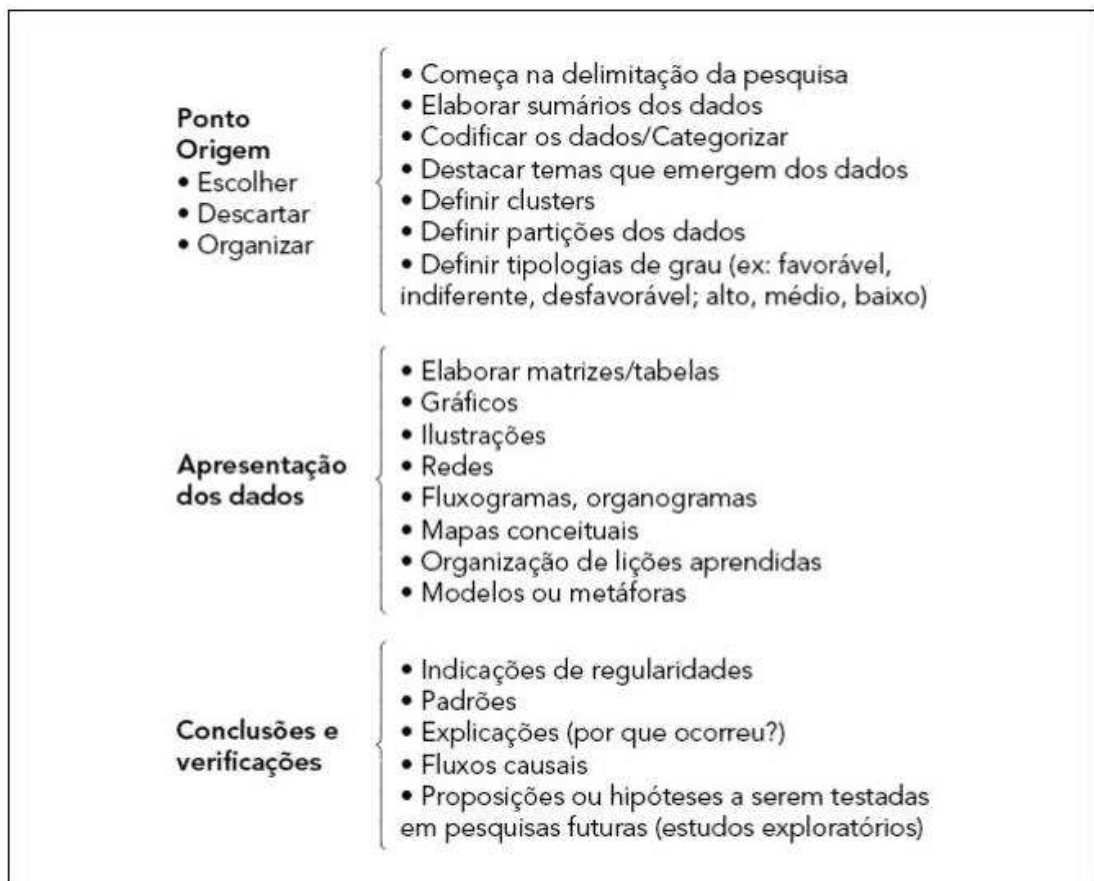 Ponto
Origem
• Escolher
• Descartar
• Organizar
• Começa na delimitação da pesquisa
• Elaborar sumários dos dados
• Codificar os dados/Categorizar
• Destacar temas que emergem dos dados
• Definir clusters
• Definir partições dos dados
• Definir tipologias de grau (ex: favorável,
indiferente, desfavorável; alto, médio, baixo)
Apresentação
dos dados
• Elaborar matrizes/tabelas
• Gráficos
• Ilustrações
• Redes
• Fluxogramas, organogramas
• Mapas conceituais
• Organização de lições aprendidas
• Modelos ou metáforas
Conclusões e
verificações
• Indicações de regularidades
• Padrões
• Explicações (por que ocorreu?)
• Fluxos causais
• Proposições ou hipóteses a serem testadas
em pesquisas futuras (estudos exploratórios)